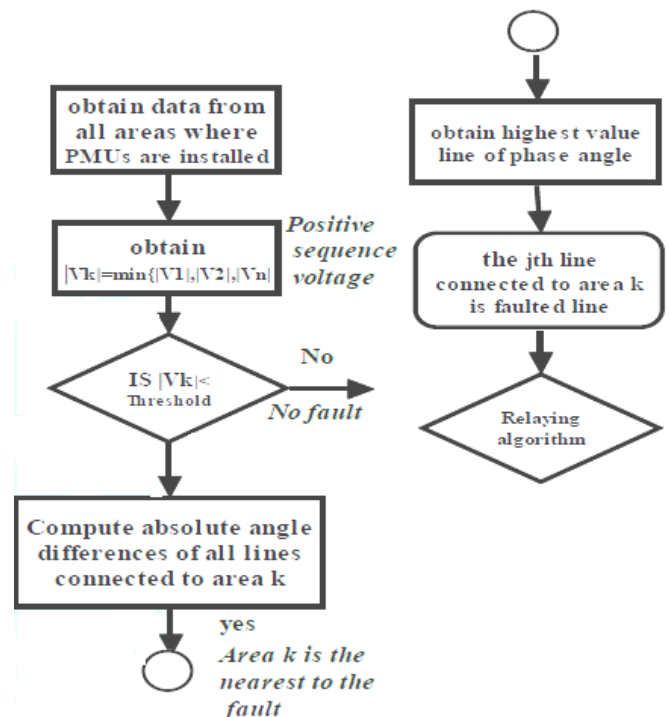 obtain data from
all areas where
PMUs are installed
obtain
|Vk|=min{|V1|,|V2|,|Vn|
Positive
sequence
voltage
IS |Vk|<
Threshold
No
No fault
Compute absolute angle
differences of all lines
connected to area k
yes
Area k is the
nearest to the
fault
obtain highest value
line of phase angle
the jth line
connected to area k
is faulted line
Relaying
algorithm